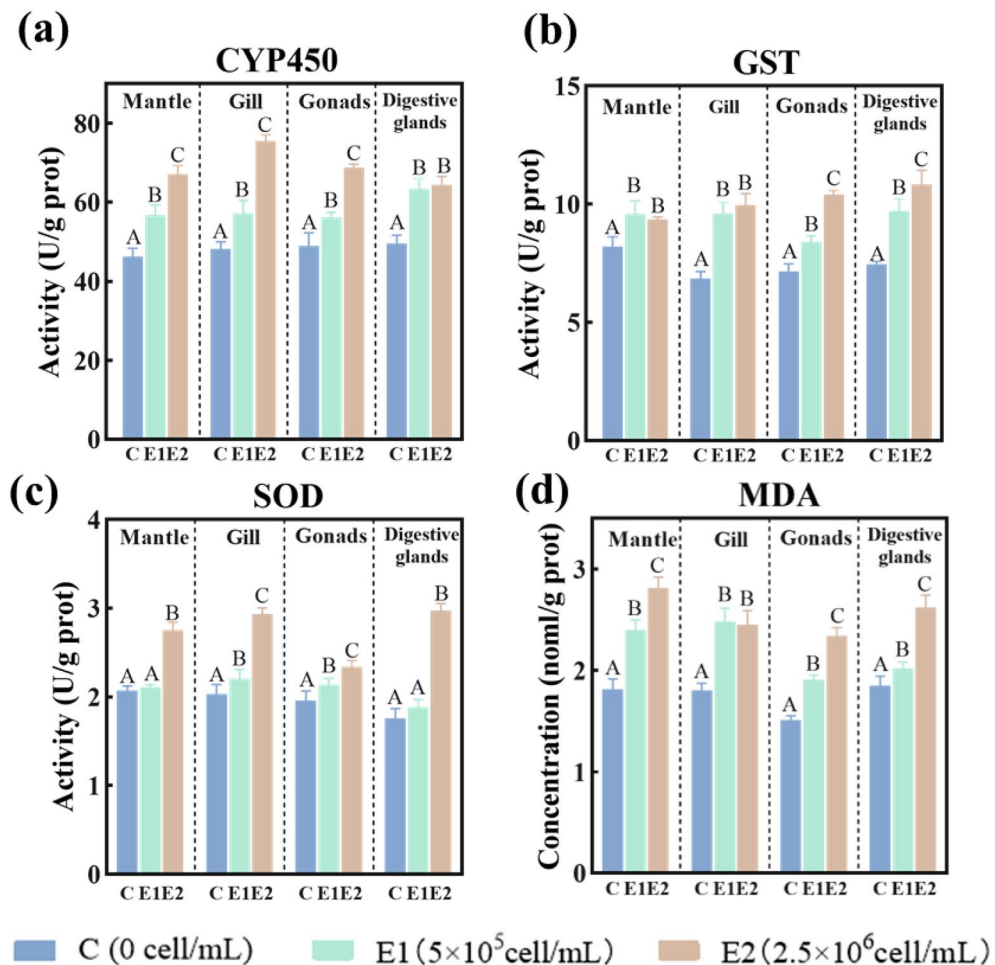 (a)
CYP450
Activity (U/g prot)
80
60
40
20
0
Mantle
Gill
Gonads
Digestive
glands
A B C
A B C
A B C
A B B
C E1E2
C E1E2
C E1E2
C E1E2
(b)
GST
Activity (U/g prot)
15
10
5
0
Mantle
Gill
Gonads
Digestive
glands
A B B
A B B
A B C
A B C
C E1E2
C E1E2
C E1E2
C E1E2
(c)
SOD
Activity (U/g prot)
4
3
2
1
0
Mantle
Gill
Gonads
Digestive
glands
A A B
A B C
A B C
A A B
C E1E2
C E1E2
C E1E2
C E1E2
(d)
MDA
Concentration (noml/g prot)
3
2
1
0
Mantle
Gill
Gonads
Digestive
glands
A B C
A B B
A B C
A B C
C E1E2
C E1E2
C E1E2
C E1E2
C (0 cell/mL)
E1(5×10⁵cell/mL)
E2(2.5×10⁶cell/mL)